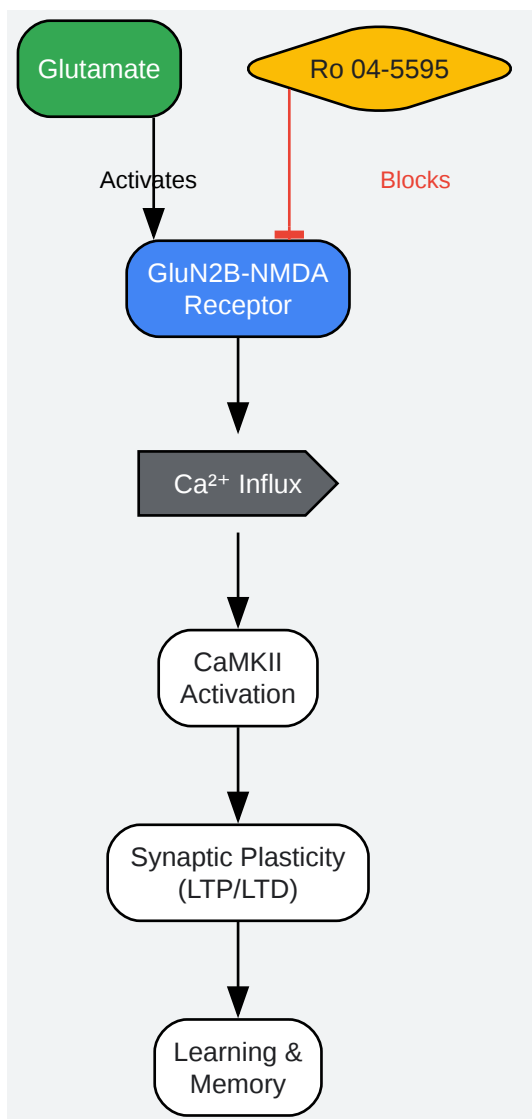 Glutamate
Ro 04-5595
Activates
Blocks
GluN2B-NMDA
Receptor
Ca²⁺ Influx
CaMKII
Activation
Synaptic Plasticity
(LTP/LTD)
Learning &
Memory